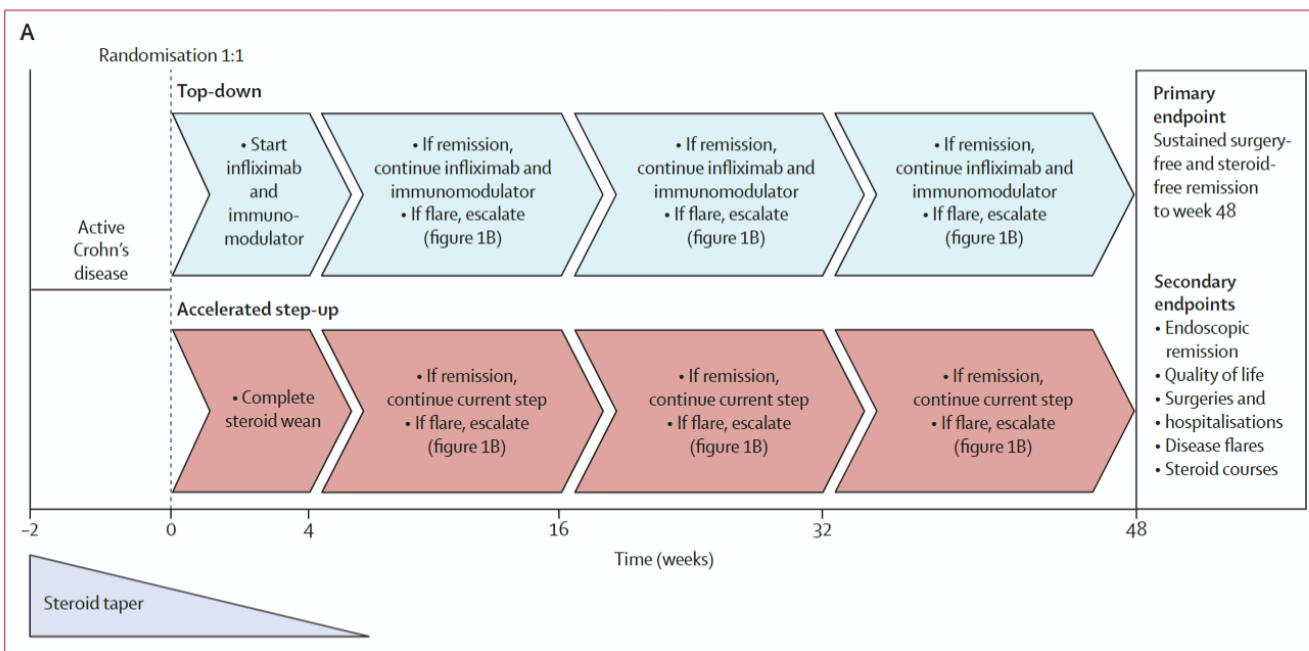 A
Randomisation 1:1
Top-down
• Start
infliximab
and
immuno-
modulator
• If remission,
continue infliximab and
immunomodulator
• If flare, escalate
(figure 1B)
• If remission,
continue infliximab and
immunomodulator
• If flare, escalate
(figure 1B)
• If remission,
continue infliximab and
immunomodulator
• If flare, escalate
(figure 1B)
Active
Crohn's
disease
Accelerated step-up
• Complete
steroid wean
• If remission,
continue current step
• If flare, escalate
(figure 1B)
• If remission,
continue current step
• If flare, escalate
(figure 1B)
• If remission,
continue current step
• If flare, escalate
(figure 1B)
Primary
endpoint
Sustained surgery-
free and steroid-
free remission
to week 48
Secondary
endpoints
• Endoscopic
remission
• Quality of life
• Surgeries and
• hospitalisations
• Disease flares
• Steroid courses
–2 0 4 16 32 48
Time (weeks)
Steroid taper